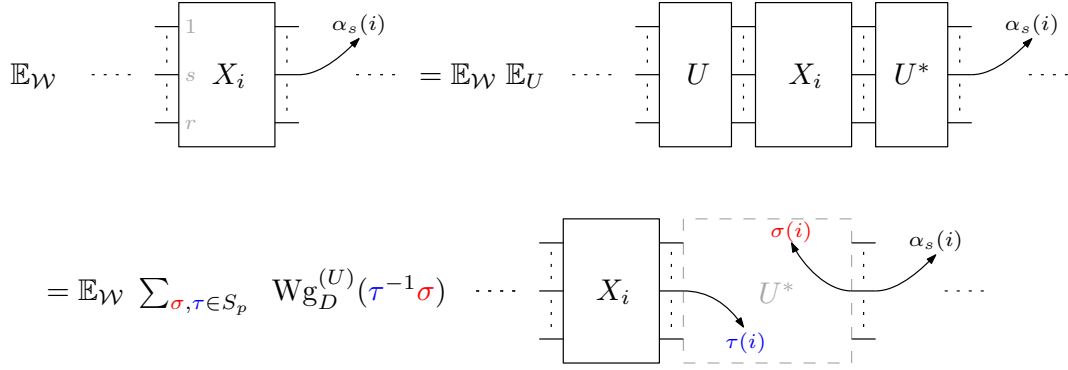 𝔼_𝒲 ····· 1 s r X_i α_s(i) ····· = 𝔼_𝒲 𝔼_U ····· U X_i U* α_s(i) ·····
= 𝔼_𝒲 ∑_{σ,τ∈S_p} Wg_D^{(U)}(τ^{-1}σ) ····· X_i τ(i) U* σ(i) α_s(i) ·····